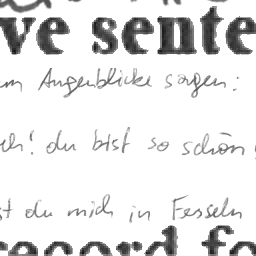 ve sente
m Augenblicke sagen:
ch! du bist so schön
st du mich in Fesseln
record fo